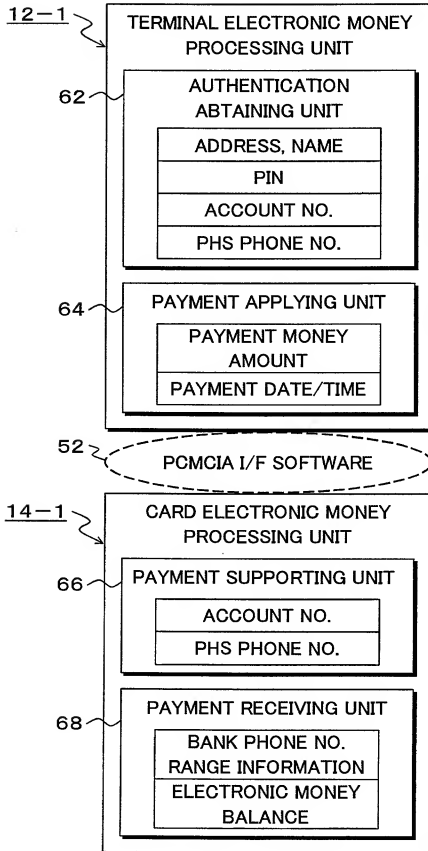 12-1
TERMINAL ELECTRONIC MONEY
PROCESSING UNIT
62
AUTHENTICATION
ABTAINING UNIT
ADDRESS, NAME
PIN
ACCOUNT NO.
PHS PHONE NO.
64
PAYMENT APPLYING UNIT
PAYMENT MONEY
AMOUNT
PAYMENT DATE/TIME
52
PCMCIA I/F SOFTWARE
14-1
CARD ELECTRONIC MONEY
PROCESSING UNIT
66
PAYMENT SUPPORTING UNIT
ACCOUNT NO.
PHS PHONE NO.
68
PAYMENT RECEIVING UNIT
BANK PHONE NO.
RANGE INFORMATION
ELECTRONIC MONEY
BALANCE